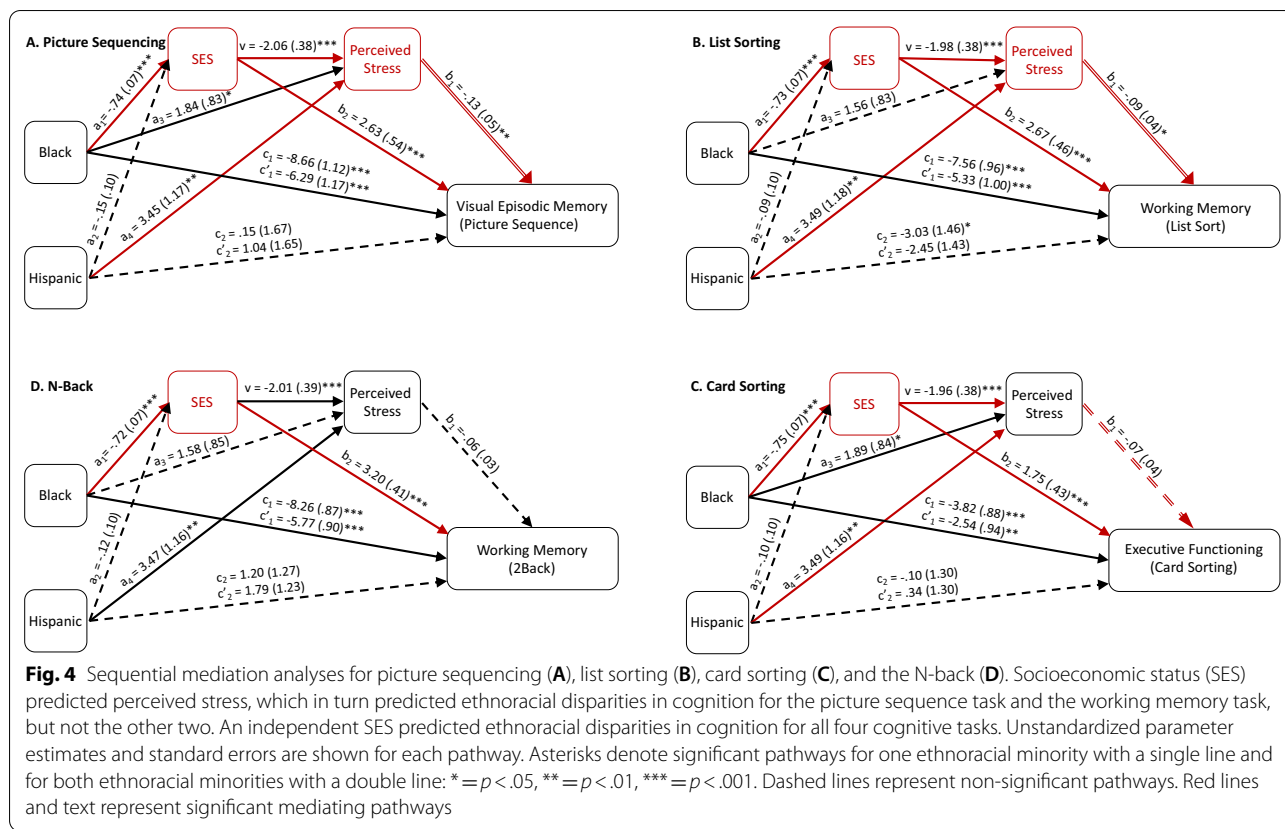 A. Picture Sequencing
SES
v = -2.06 (.38)***
Perceived
Stress
a₁= -.74 (.07)***
a₃ = 1.84 (.83)*
b₁= -.13 (.05)**
b₂ = 2.63 (.54)***
Black
a₂ = -.15 (.10)
a₄ = 3.45 (1.17)**
c₁ = -8.66 (1.12)***
c'₁ = -6.29 (1.17)***
Visual Episodic Memory
(Picture Sequence)
c₂ = .15 (1.67)
c'₂ = 1.04 (1.65)
Hispanic
B. List Sorting
SES
v = -1.98 (.38)***
Perceived
Stress
a₁= -.73 (.07)***
a₃ = 1.56 (.83)
b₁= -.09 (.04)*
b₂ = 2.67 (.46)***
Black
a₂ = -.09 (.10)
a₄ = 3.49 (1.18)**
c₁ = -7.56 (.96)***
c'₁ = -5.33 (1.00)***
Working Memory
(List Sort)
c₂ = -3.03 (1.46)*
c'₂ = -2.45 (1.43)
Hispanic
D. N-Back
SES
v = -2.01 (.39)***
Perceived
Stress
a₁= -.72 (.07)***
a₃ = 1.58 (.85)
b₁= -.06 (.03)
b₂ = 3.20 (.41)***
Black
a₂ = -.12 (.10)
a₄ = 3.47 (1.16)**
c₁ = -8.26 (.87)***
c'₁ = -5.77 (.90)***
Working Memory
(2Back)
c₂ = 1.20 (1.27)
c'₂ = 1.79 (1.23)
Hispanic
C. Card Sorting
SES
v = -1.96 (.38)***
Perceived
Stress
a₁= -.75 (.07)***
a₃ = 1.89 (.84)*
b₁= -.07 (.04)
b₂ = 1.75 (.43)***
Black
a₂ = -.10 (.10)
a₄ = 3.49 (1.16)**
c₁ = -3.82 (.88)***
c'₁ = -2.54 (.94)**
Executive Functioning
(Card Sorting)
c₂ = -.10 (1.30)
c'₂ = .34 (1.30)
Hispanic
Fig. 4 Sequential mediation analyses for picture sequencing (A), list sorting (B), card sorting (C), and the N-back (D). Socioeconomic status (SES)
predicted perceived stress, which in turn predicted ethnoracial disparities in cognition for the picture sequence task and the working memory task,
but not the other two. An independent SES predicted ethnoracial disparities in cognition for all four cognitive tasks. Unstandardized parameter
estimates and standard errors are shown for each pathway. Asterisks denote significant pathways for one ethnoracial minority with a single line and
for both ethnoracial minorities with a double line: * = p < .05, ** = p < .01, *** = p < .001. Dashed lines represent non-significant pathways. Red lines
and text represent significant mediating pathways